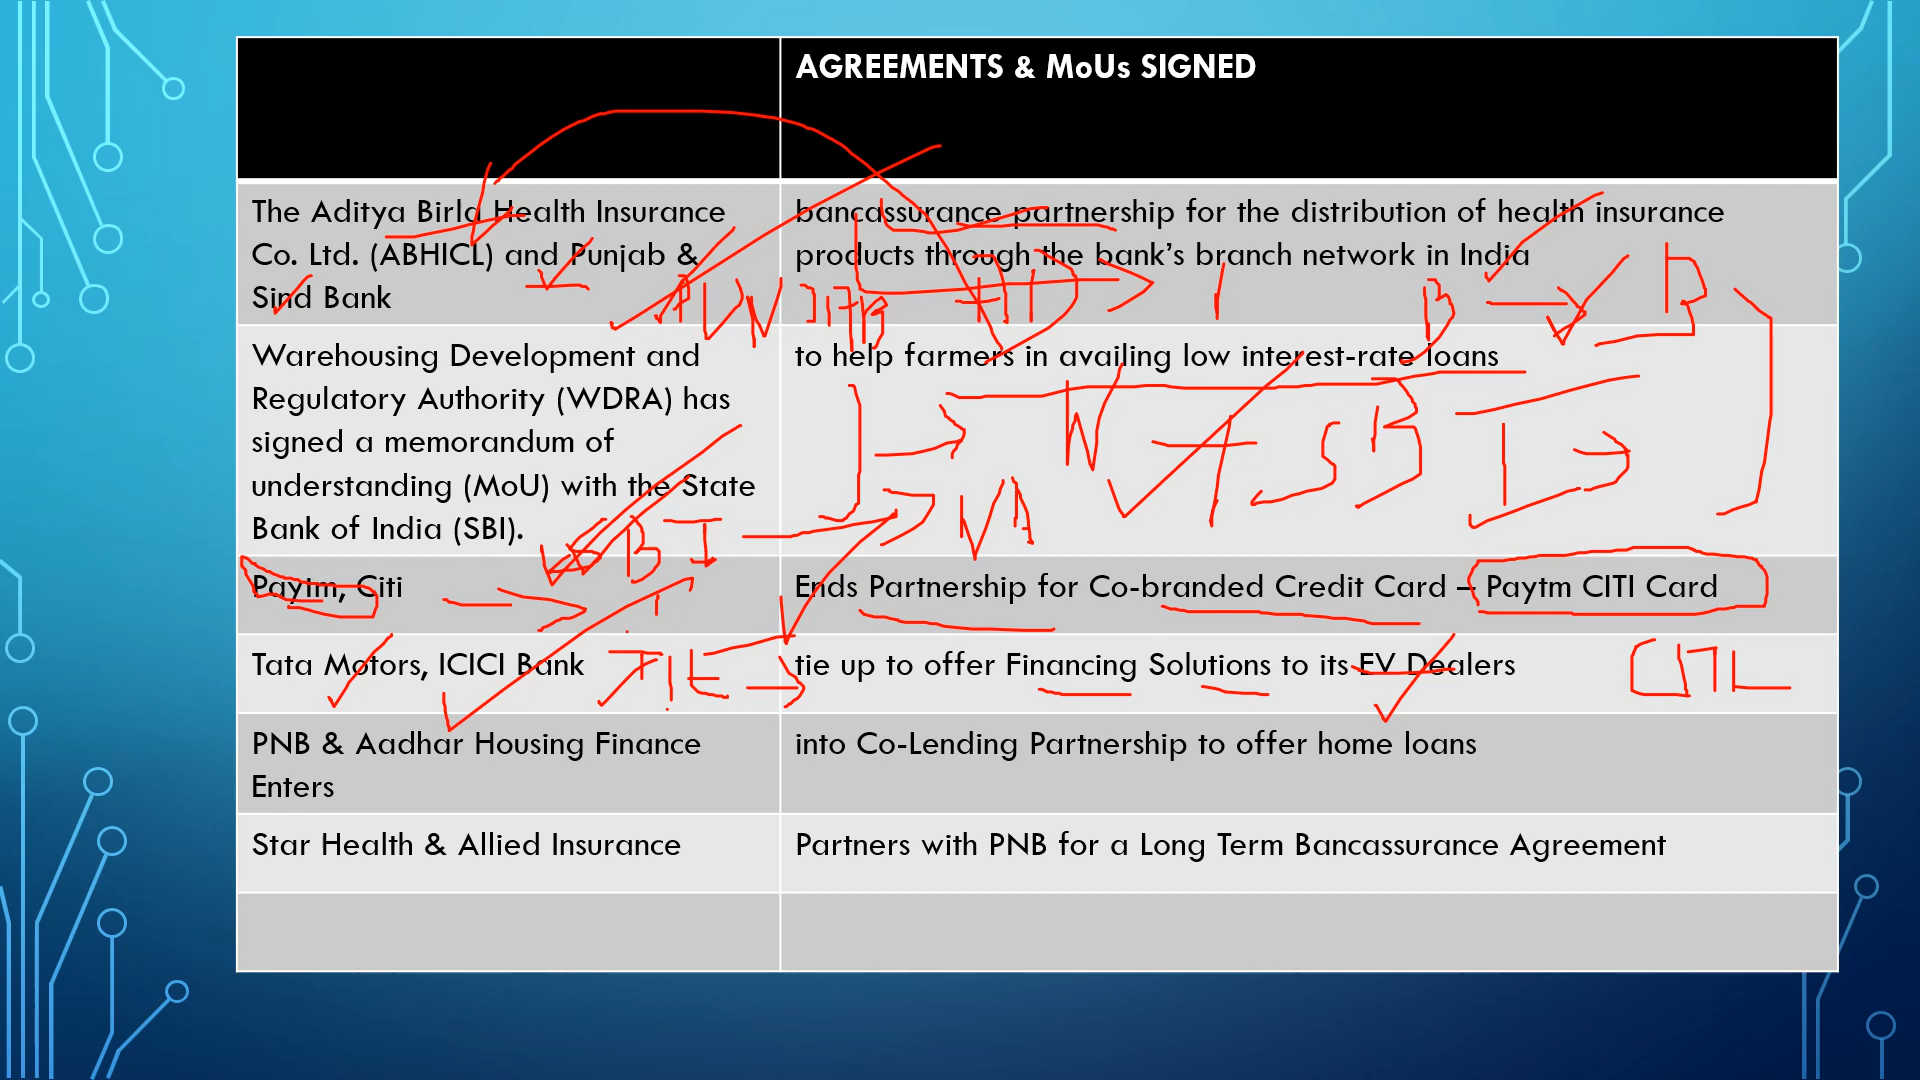 AGREEMENTS & MoUs SIGNED
The Aditya Birla Health Insurance
Co. Ltd. (ABHICL) and Punjab &
Sind Bank
bancassurance partnership for the distribution of health insurance
products through the bank's branch network in India
Warehousing Development and
Regulatory Authority (WDRA) has
signed a memorandum of
understanding (MoU) with the State
Bank of India (SBI).
to help farmers in availing low interest-rate loans
Paytm, Citi
Ends Partnership for Co-branded Credit Card – Paytm CITI Card
Tata Motors, ICICI Bank
tie up to offer Financing Solutions to its EV Dealers
PNB & Aadhar Housing Finance
Enters
into Co-Lending Partnership to offer home loans
Star Health & Allied Insurance
Partners with PNB for a Long Term Bancassurance Agreement